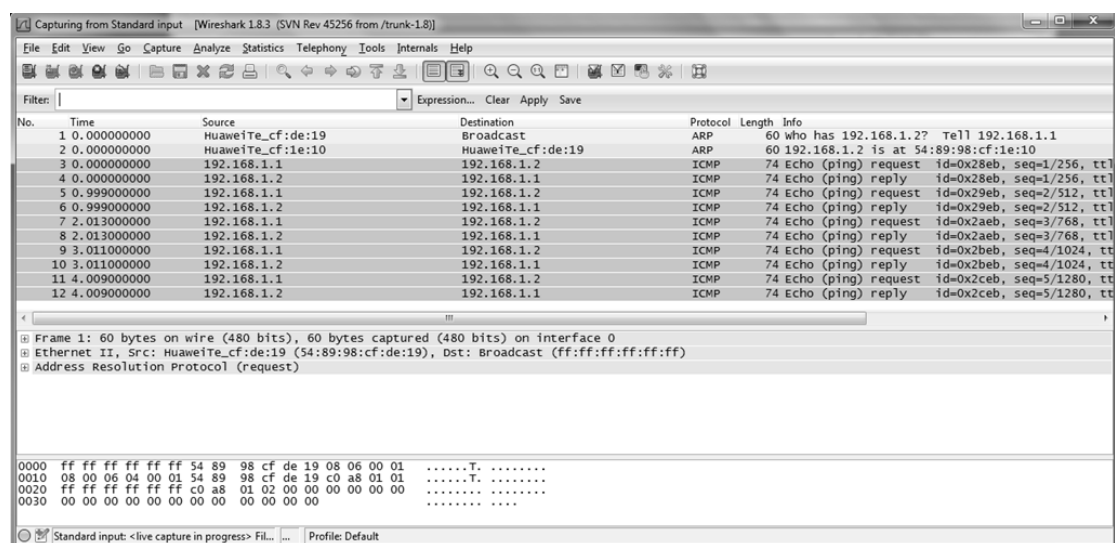 Capturing from Standard input [Wireshark 1.8.3 (SVN Rev 45256 from /trunk-1.8)]
File Edit View Go Capture Analyze Statistics Telephony Tools Internals Help
Filter: Expression... Clear Apply Save
No. Time Source Destination Protocol Length Info
1 0.000000000 HuaweiTe_cf:de:19 Broadcast ARP 60 Who has 192.168.1.2? Tell 192.168.1.1
2 0.000000000 HuaweiTe_cf:1e:10 HuaweiTe_cf:de:19 ARP 60 192.168.1.2 is at 54:89:98:cf:1e:10
3 0.000000000 192.168.1.1 192.168.1.2 ICMP 74 Echo (ping) request id=0x28eb, seq=1/256, ttl
4 0.000000000 192.168.1.2 192.168.1.1 ICMP 74 Echo (ping) reply id=0x28eb, seq=1/256, ttl
5 0.999000000 192.168.1.1 192.168.1.2 ICMP 74 Echo (ping) request id=0x29eb, seq=2/512, ttl
6 0.999000000 192.168.1.2 192.168.1.1 ICMP 74 Echo (ping) reply id=0x29eb, seq=2/512, ttl
7 2.013000000 192.168.1.1 192.168.1.2 ICMP 74 Echo (ping) request id=0x2aeb, seq=3/768, ttl
8 2.013000000 192.168.1.2 192.168.1.1 ICMP 74 Echo (ping) reply id=0x2aeb, seq=3/768, ttl
9 3.011000000 192.168.1.1 192.168.1.2 ICMP 74 Echo (ping) request id=0x2beb, seq=4/1024, tt
10 3.011000000 192.168.1.2 192.168.1.1 ICMP 74 Echo (ping) reply id=0x2beb, seq=4/1024, tt
11 4.009000000 192.168.1.1 192.168.1.2 ICMP 74 Echo (ping) request id=0x2ceb, seq=5/1280, tt
12 4.009000000 192.168.1.2 192.168.1.1 ICMP 74 Echo (ping) reply id=0x2ceb, seq=5/1280, tt
Frame 1: 60 bytes on wire (480 bits), 60 bytes captured (480 bits) on interface 0
Ethernet II, Src: HuaweiTe_cf:de:19 (54:89:98:cf:de:19), Dst: Broadcast (ff:ff:ff:ff:ff:ff)
Address Resolution Protocol (request)
0000 ff ff ff ff ff ff 54 89 98 cf de 19 08 06 00 01 ......T. ........
0010 08 00 06 04 00 01 54 89 98 cf de 19 c0 a8 01 01 ......T. ........
0020 ff ff ff ff ff ff c0 a8 01 02 00 00 00 00 00 00 ........ ........
0030 00 00 00 00 00 00 00 00 00 00 00 00 ........ ....
Standard input: <live capture in progress> Fil... ... Profile: Default